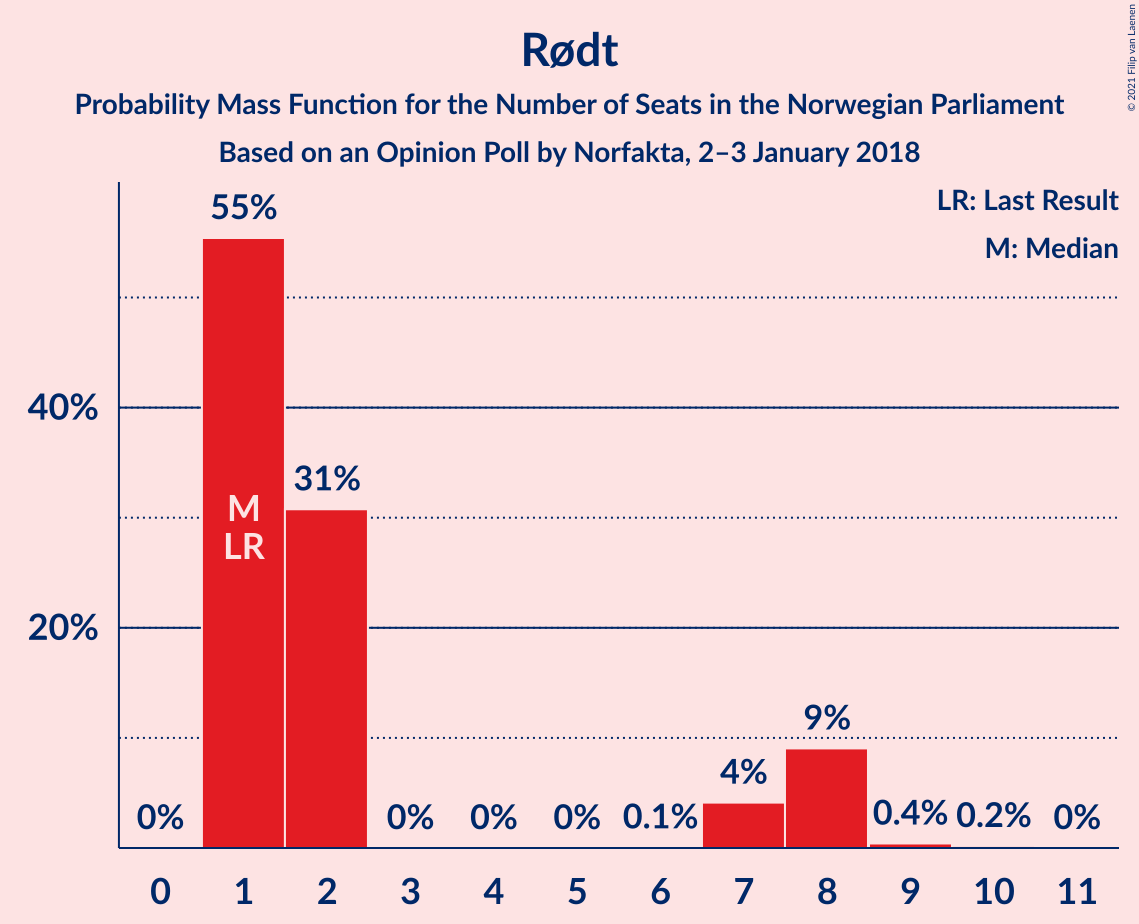 © 2021 Filip van Laenen
Rødt
Probability Mass Function for the Number of Seats in the Norwegian Parliament
Based on an Opinion Poll by Norfakta, 2–3 January 2018
LR: Last Result
M: Median
55%
40%
31%
M
LR
20%
9%
4%
0%
0%
0%
0%
0.1%
0.4%
0.2%
0%
0 1 2 3 4 5 6 7 8 9 10 11